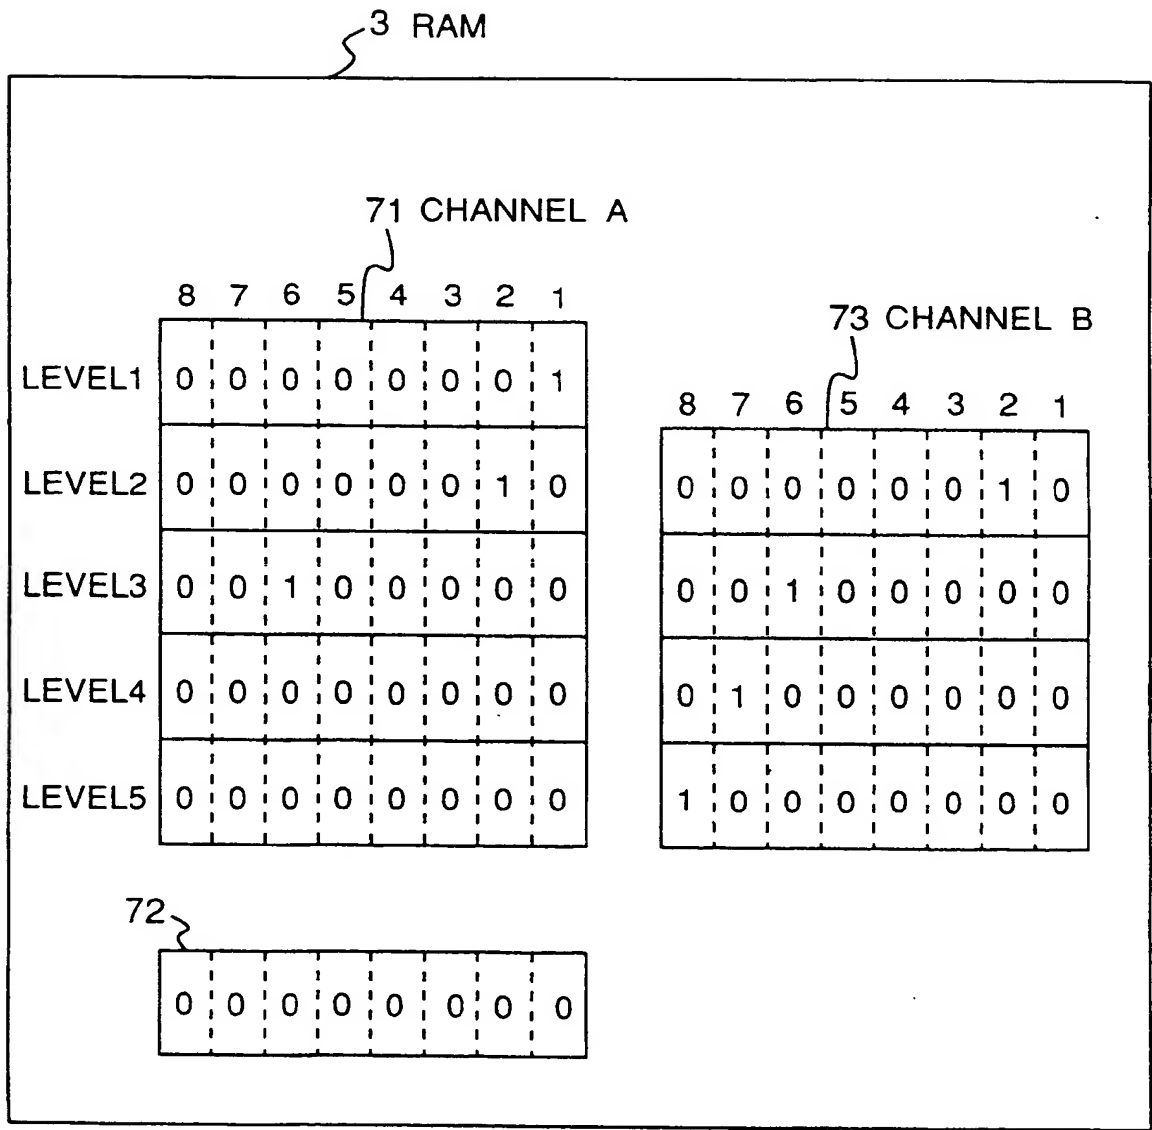 3 RAM
71 CHANNEL A
8 7 6 5 4 3 2 1
LEVEL1 0 0 0 0 0 0 0 1
LEVEL2 0 0 0 0 0 0 1 0
LEVEL3 0 0 1 0 0 0 0 0
LEVEL4 0 0 0 0 0 0 0 0
LEVEL5 0 0 0 0 0 0 0 0
73 CHANNEL B
8 7 6 5 4 3 2 1
0 0 0 0 0 0 1 0
0 0 1 0 0 0 0 0
0 1 0 0 0 0 0 0
1 0 0 0 0 0 0 0
72
0 0 0 0 0 0 0 0